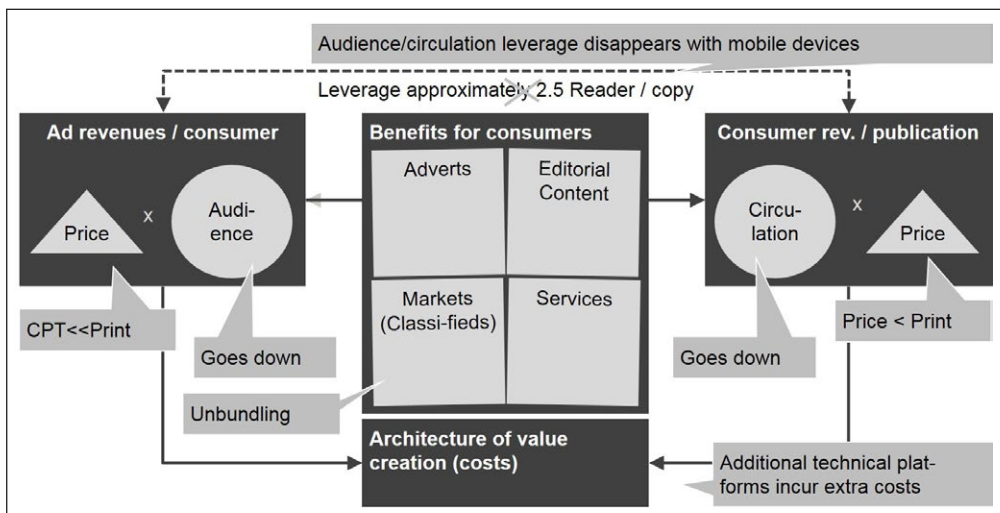 Audience/circulation leverage disappears with mobile devices
Leverage approximately 2.5 Reader / copy
Ad revenues / consumer
Price
x
Audi-
ence
CPT<<Print
Goes down
Benefits for consumers
Adverts
Editorial
Content
Markets
(Classi-fieds)
Services
Unbundling
Consumer rev. / publication
Circu-
lation
x
Price
Goes down
Price < Print
Architecture of value
creation (costs)
Additional technical plat-
forms incur extra costs